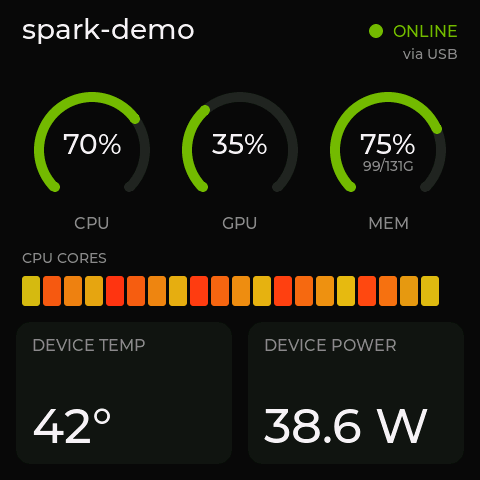 spark-demo
ONLINE
via USB
70%
35%
75%
99/131G
CPU
GPU
MEM
CPU CORES
DEVICE TEMP
DEVICE POWER
42°
38.6 W